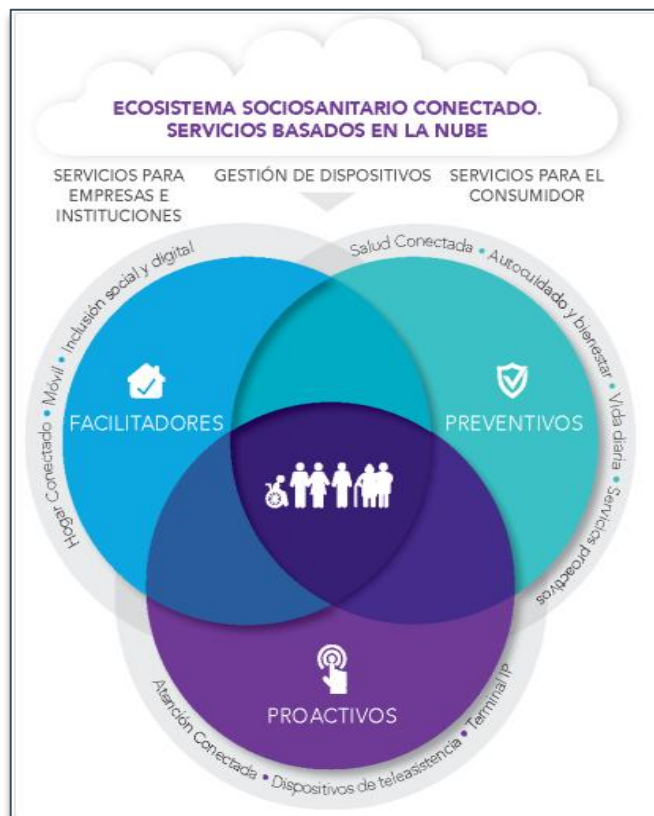 ECOSISTEMA SOCIOSANITARIO CONECTADO.
SERVICIOS BASADOS EN LA NUBE
SERVICIOS PARA
EMPRESAS E
INSTITUCIONES
GESTIÓN DE DISPOSITIVOS
SERVICIOS PARA EL
CONSUMIDOR
Hogar Conectado • Móvil • Inclusión social y digital
Salud Conectada • Autocuidado y bienestar • Vida diaria • Servicios proactivos
FACILITADORES
PREVENTIVOS
PROACTIVOS
Atención Conectada • Dispositivos de teleasistencia • Terminal IP